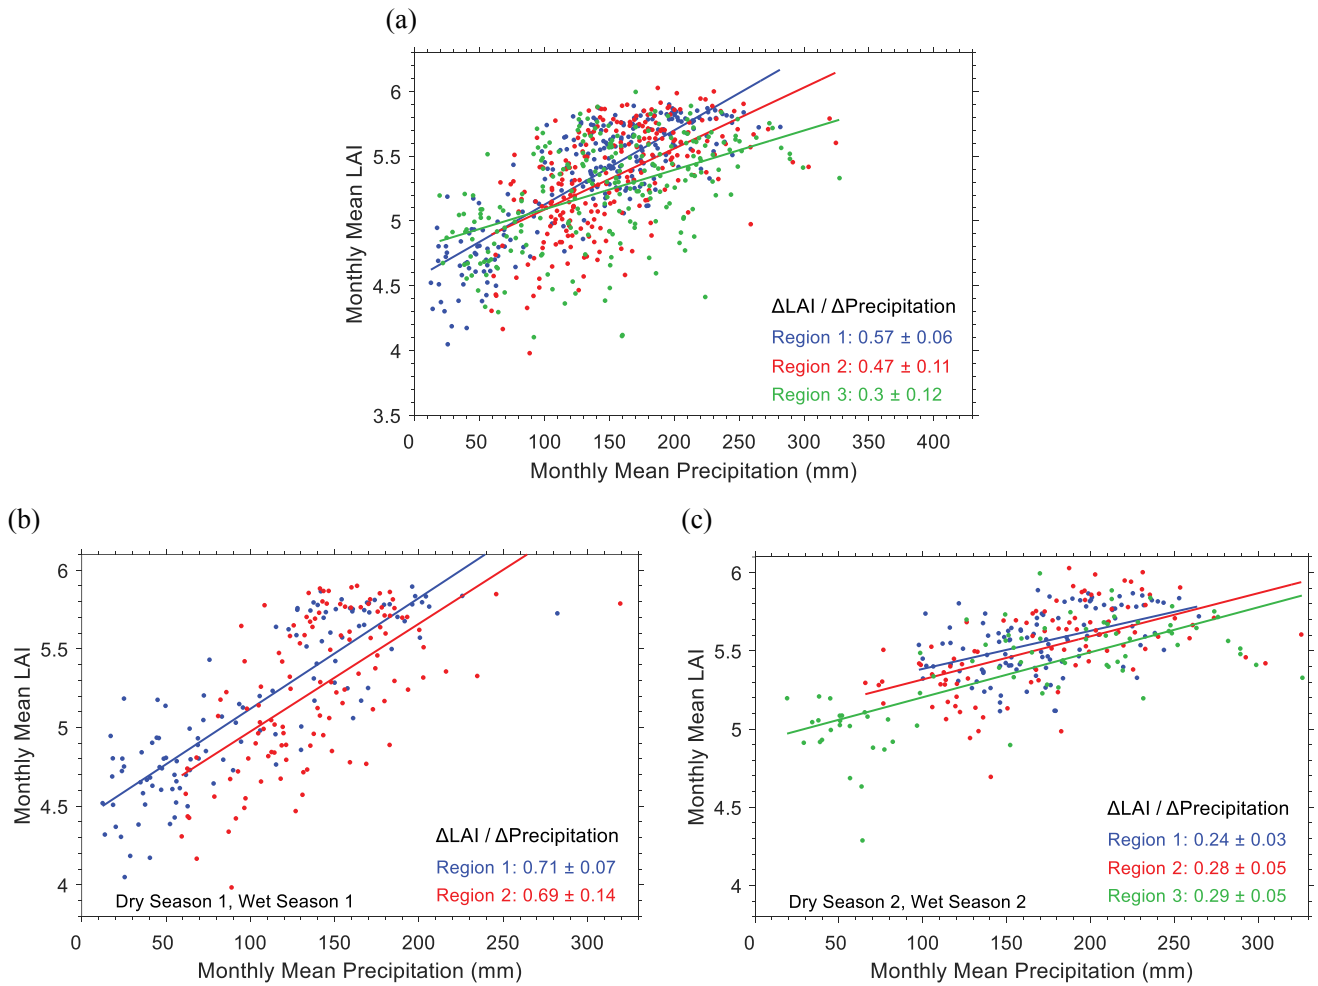 (a)
6
5.5
5
4.5
4
3.5
Monthly Mean LAI
ΔLAI / ΔPrecipitation
Region 1: 0.57 ± 0.06
Region 2: 0.47 ± 0.11
Region 3: 0.3 ± 0.12
0 50 100 150 200 250 300 350 400
Monthly Mean Precipitation (mm)
(b)
6
5.5
5
4.5
4
Monthly Mean LAI
ΔLAI / ΔPrecipitation
Region 1: 0.71 ± 0.07
Region 2: 0.69 ± 0.14
Dry Season 1, Wet Season 1
0 50 100 150 200 250 300
Monthly Mean Precipitation (mm)
(c)
6
5.5
5
4.5
4
Monthly Mean LAI
ΔLAI / ΔPrecipitation
Region 1: 0.24 ± 0.03
Region 2: 0.28 ± 0.05
Region 3: 0.29 ± 0.05
Dry Season 2, Wet Season 2
0 50 100 150 200 250 300
Monthly Mean Precipitation (mm)